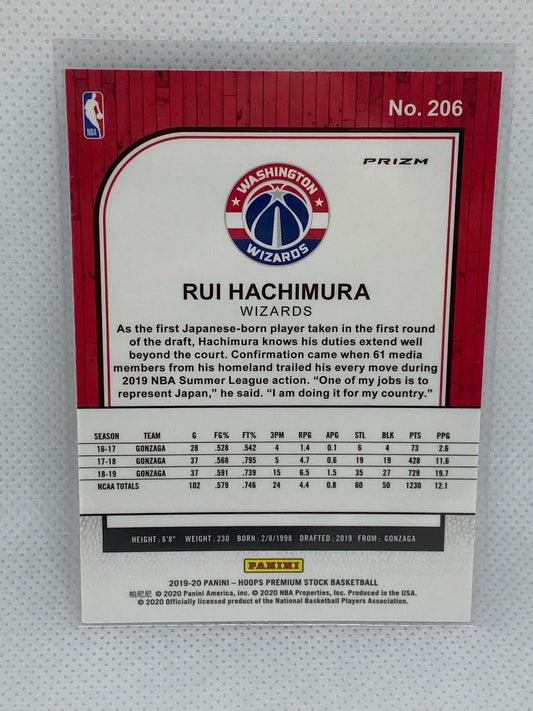 No. 206
NBA
PRIZM
WASHINGTON
WIZARDS
RUI HACHIMURA
WIZARDS
As the first Japanese-born player taken in the first round
of the draft, Hachimura knows his duties extend well
beyond the court. Confirmation came when 61 media
members from his homeland trailed his every move during
2019 NBA Summer League action. “One of my jobs is to
represent Japan,” he said. “I am doing it for my country.”
SEASON TEAM G FG% FT% 3PM RPG APG STL BLK PTS PPG
16-17 GONZAGA 28 .528 .542 4 1.4 0.1 6 4 73 2.6
17-18 GONZAGA 37 .568 .795 5 4.7 0.6 19 19 428 11.6
18-19 GONZAGA 37 .591 .739 15 6.5 1.5 35 27 729 19.7
NCAA TOTALS 102 .579 .746 24 4.4 0.8 60 50 1230 12.1
HEIGHT: 6'8" WEIGHT: 230 BORN: 2/8/1998 DRAFTED: 2019 FROM: GONZAGA
PANINI
2019-20 PANINI – HOOPS PREMIUM STOCK BASKETBALL
帕尼尼 © 2020 Panini America, Inc. © 2020 NBA Properties, Inc. Produced in the USA.
© 2020 Officially licensed product of the National Basketball Players Association.